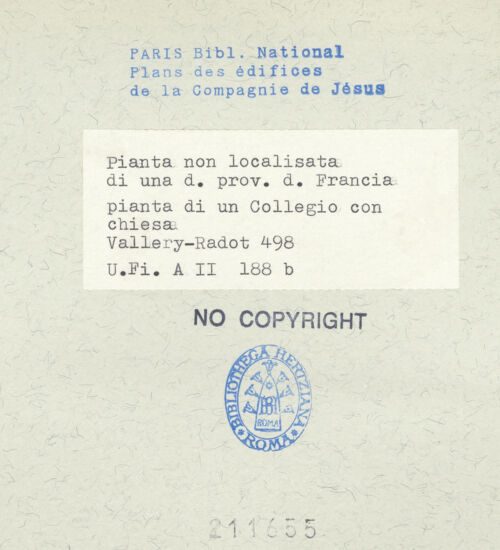 PARIS Bibl. National
Plans des édifices
de la Compagnie de Jésus
Pianta non localisata
di una d. prov. d. Francia
pianta di un Collegio con
chiesa
Vallery-Radot 498
U.Fi. A II 188 b
NO COPYRIGHT
BIBLIOTHECA HERTZIANA
ROMA
ROMA
211655